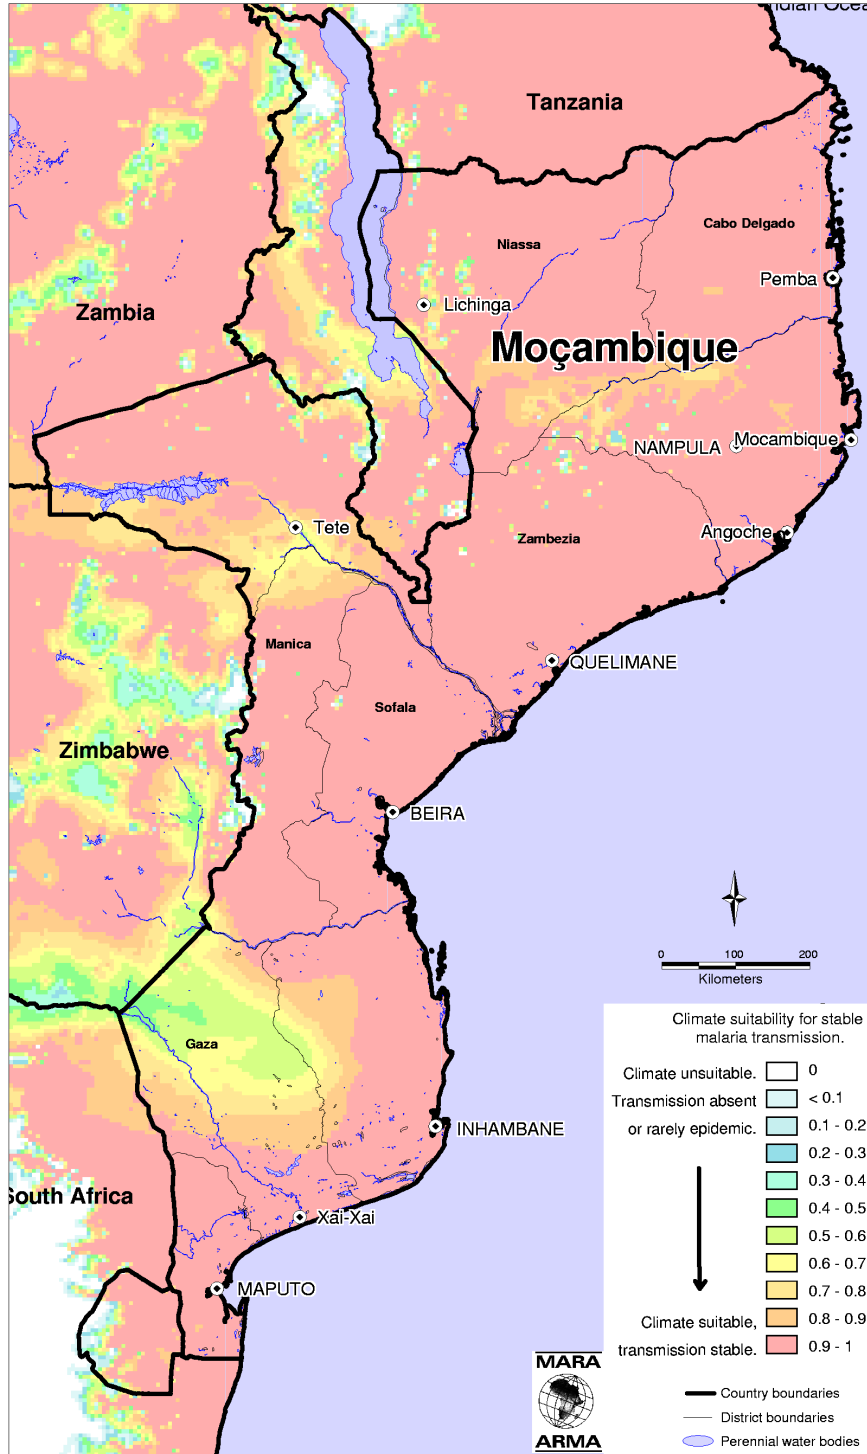 Indian Ocea
Tanzania
Cabo Delgado
Niassa
Pemba
Lichinga
Zambia
Moçambique
NAMPULA
Mocambique
Tete
Angoche
Zambezia
Manica
QUELIMANE
Sofala
Zimbabwe
BEIRA
0 100 200
Kilometers
Gaza
INHAMBANE
South Africa
Xai-Xai
MAPUTO
Climate suitability for stable
malaria transmission.
Climate unsuitable. 0
Transmission absent < 0.1
or rarely epidemic. 0.1 - 0.2
0.2 - 0.3
0.3 - 0.4
0.4 - 0.5
0.5 - 0.6
0.6 - 0.7
0.7 - 0.8
Climate suitable, 0.8 - 0.9
transmission stable. 0.9 - 1
MARA
ARMA
Country boundaries
District boundaries
Perennial water bodies